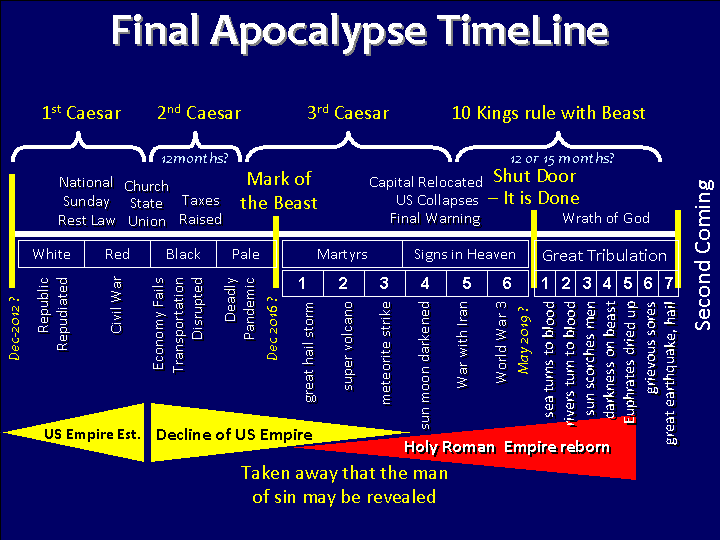 Final Apocalypse TimeLine
1st Caesar
2nd Caesar
3rd Caesar
10 Kings rule with Beast
12months?
12 or 15 months?
National
Sunday
Rest Law
Church
State
Union
Taxes
Raised
Mark of
the Beast
Capital Relocated
US Collapses
Final Warning
Shut Door
– It is Done
Wrath of God
Second Coming
White
Red
Black
Pale
Martyrs
Signs in Heaven
Great Tribulation
1 2 3 4 5 6
1 2 3 4 5 6 7
Dec-2012 ?
Republic
Repudiated
Civil War
Economy Fails
Transportation
Disrupted
Deadly
Pandemic
Dec 2016 ?
great hail storm
super volcano
meteorite strike
sun moon darkened
War with Iran
World War 3
May 2019 ?
sea turns to blood
rivers turn to blood
sun scorches men
darkness on beast
Euphrates dried up
grievous sores
great earthquake, hail
US Empire Est.
Decline of US Empire
Holy Roman Empire reborn
Taken away that the man
of sin may be revealed